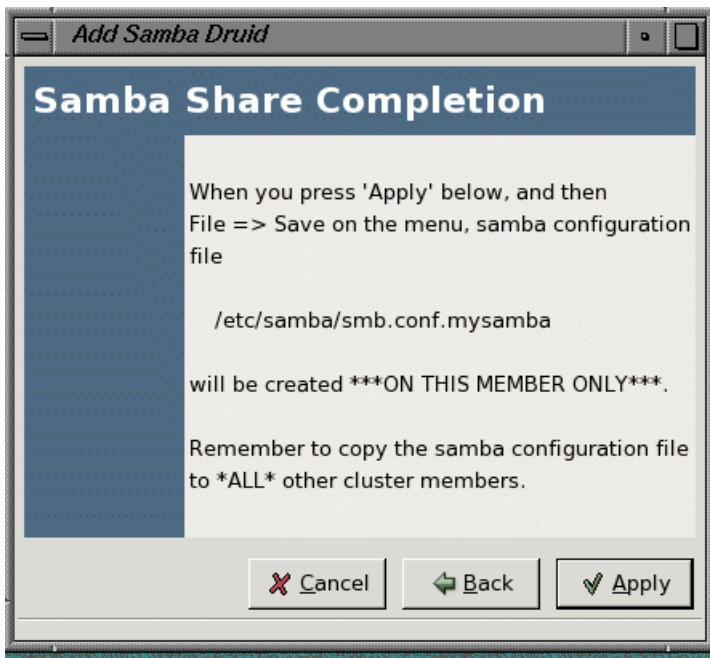 Add Samba Druid
Samba Share Completion
When you press 'Apply' below, and then
File => Save on the menu, samba configuration
file
/etc/samba/smb.conf.mysamba
will be created ***ON THIS MEMBER ONLY***.
Remember to copy the samba configuration file
to *ALL* other cluster members.
Cancel
Back
Apply